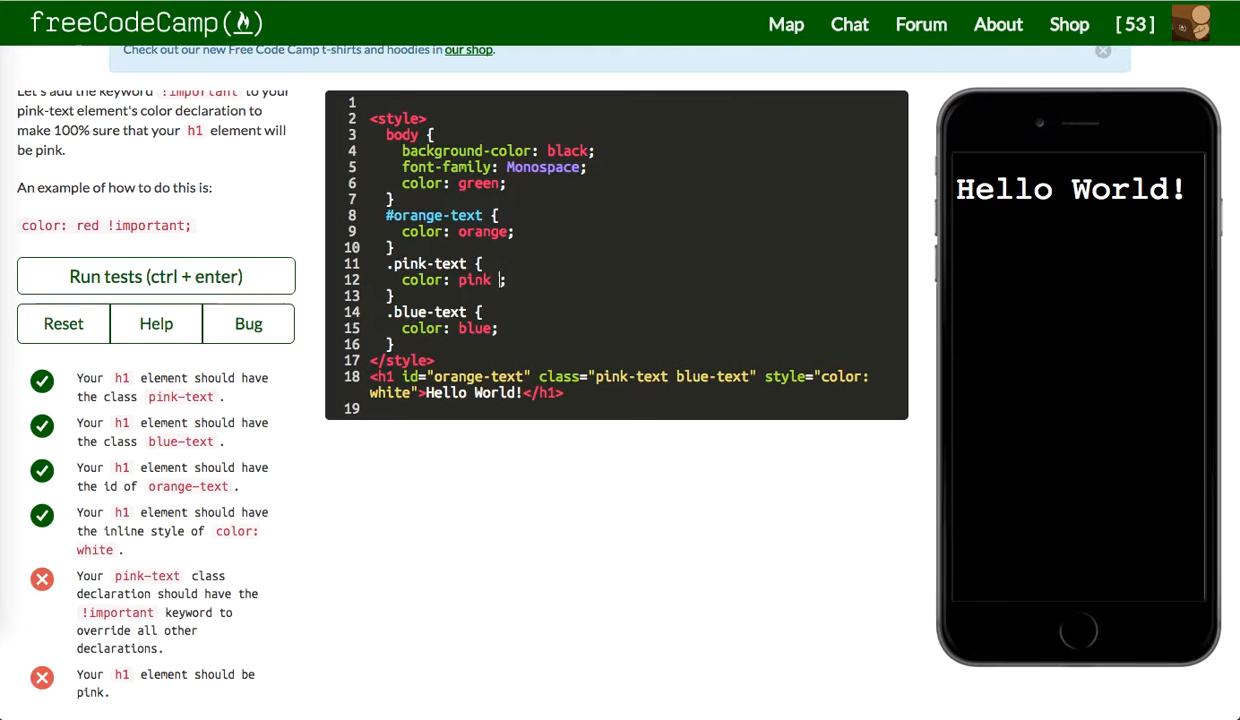 freeCodeCamp(🔥)
Map Chat Forum About Shop [ 53 ]
Check out our new Free Code Camp t-shirts and hoodies in our shop.
Let's add the keyword !important to your
pink-text element's color declaration to
make 100% sure that your h1 element will
be pink.
An example of how to do this is:
color: red !important;
Run tests (ctrl + enter)
Reset Help Bug
Your h1 element should have
the class pink-text .
Your h1 element should have
the class blue-text .
Your h1 element should have
the id of orange-text .
Your h1 element should have
the inline style of color:
white .
Your pink-text class
declaration should have the
!important keyword to
override all other
declarations.
Your h1 element should be
pink.
1
2 <style>
3 body {
4 background-color: black;
5 font-family: Monospace;
6 color: green;
7 }
8 #orange-text {
9 color: orange;
10 }
11 .pink-text {
12 color: pink ;
13 }
14 .blue-text {
15 color: blue;
16 }
17 </style>
18 <h1 id="orange-text" class="pink-text blue-text" style="color:
white">Hello World!</h1>
19
Hello World!